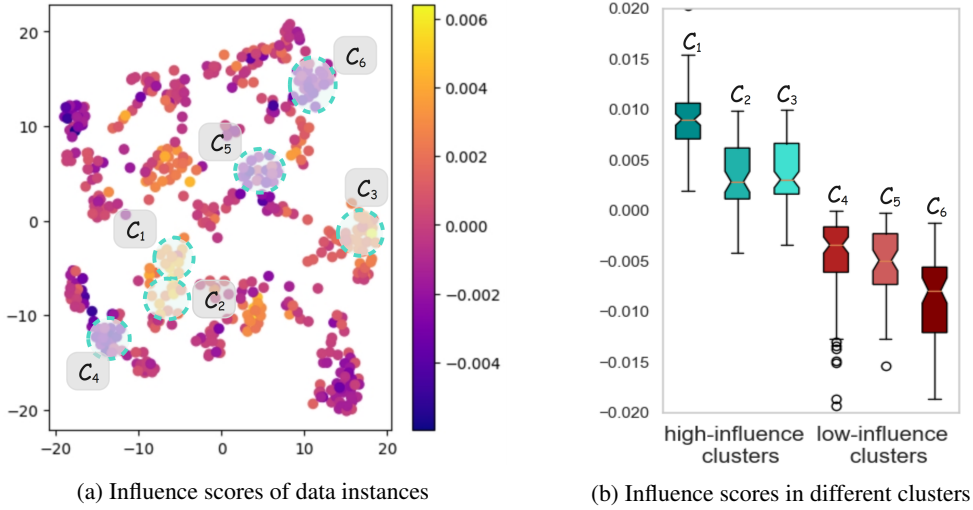 20
10
0
−10
−20
−20
−10
0
10
20
C1
C2
C3
C4
C5
C6
0.006
0.004
0.002
0.000
−0.002
−0.004
(a) Influence scores of data instances
0.020
0.015
0.010
0.005
0.000
−0.005
−0.010
−0.015
−0.020
C1
C2
C3
C4
C5
C6
high-influence
clusters
low-influence
clusters
(b) Influence scores in different clusters